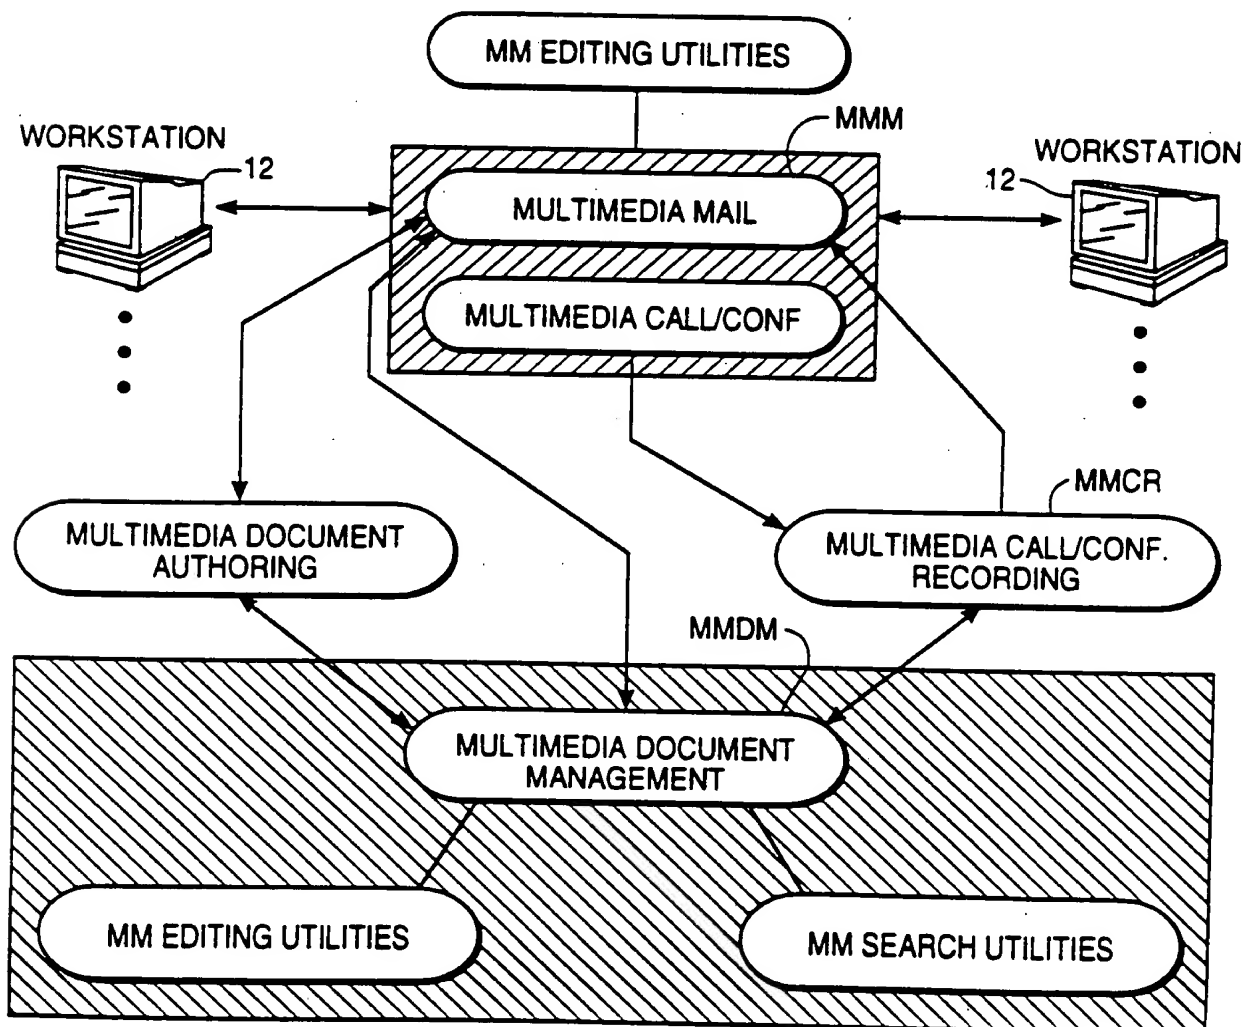 MM EDITING UTILITIES
MMM
WORKSTATION
12
WORKSTATION
12
MULTIMEDIA MAIL
MULTIMEDIA CALL/CONF
MMCR
MULTIMEDIA DOCUMENT
AUTHORING
MULTIMEDIA CALL/CONF.
RECORDING
MMDM
MULTIMEDIA DOCUMENT
MANAGEMENT
MM EDITING UTILITIES
MM SEARCH UTILITIES